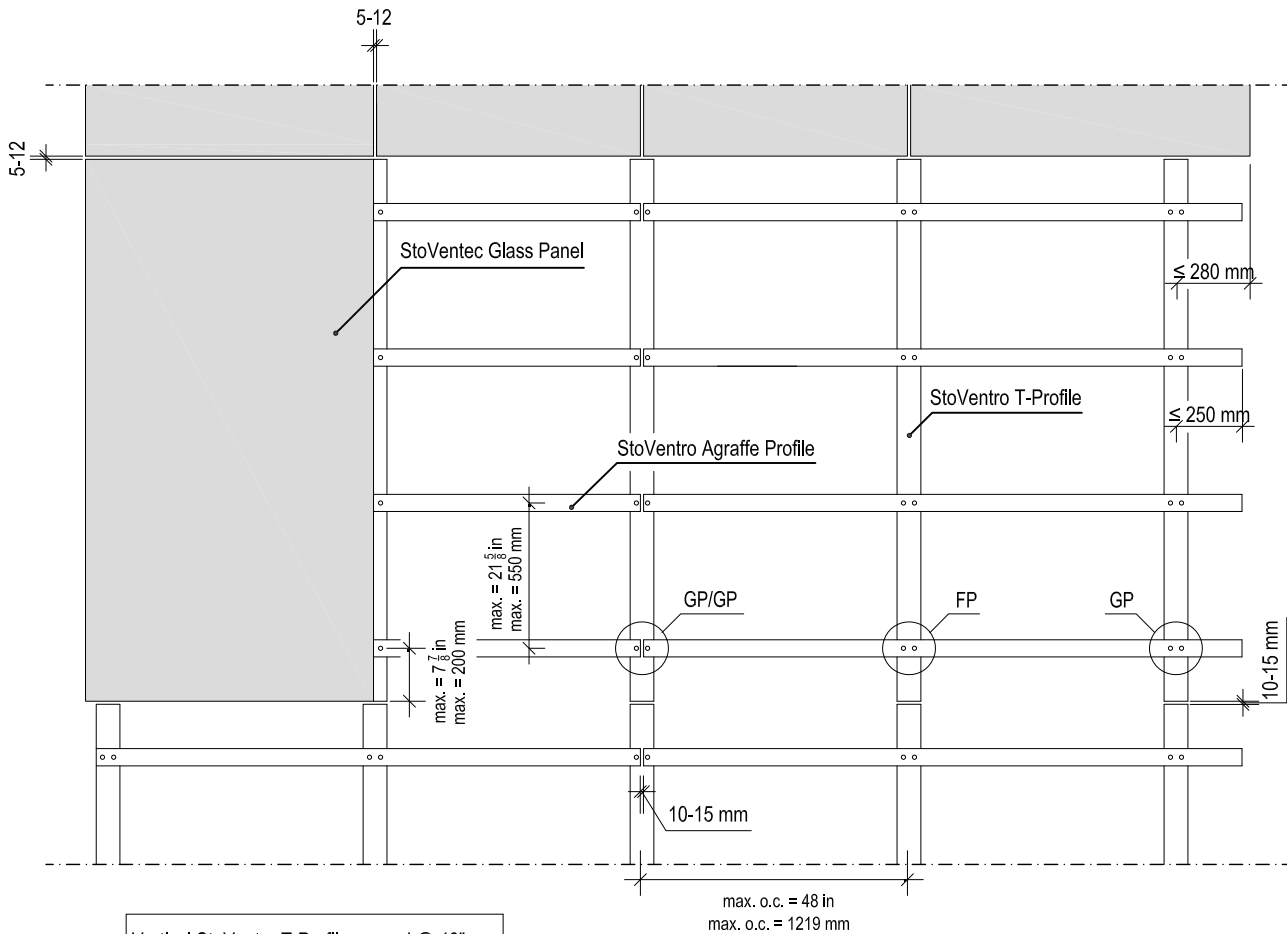 5-12
5-12
StoVentec Glass Panel
≤ 280 mm
StoVentro T-Profile
≤ 250 mm
StoVentro Agraffe Profile
max. = 21 5/8 in
max. = 550 mm
GP/GP
FP
GP
max. = 7 7/8 in
max. = 200 mm
10-15 mm
10-15 mm
max. o.c. = 48 in
max. o.c. = 1219 mm